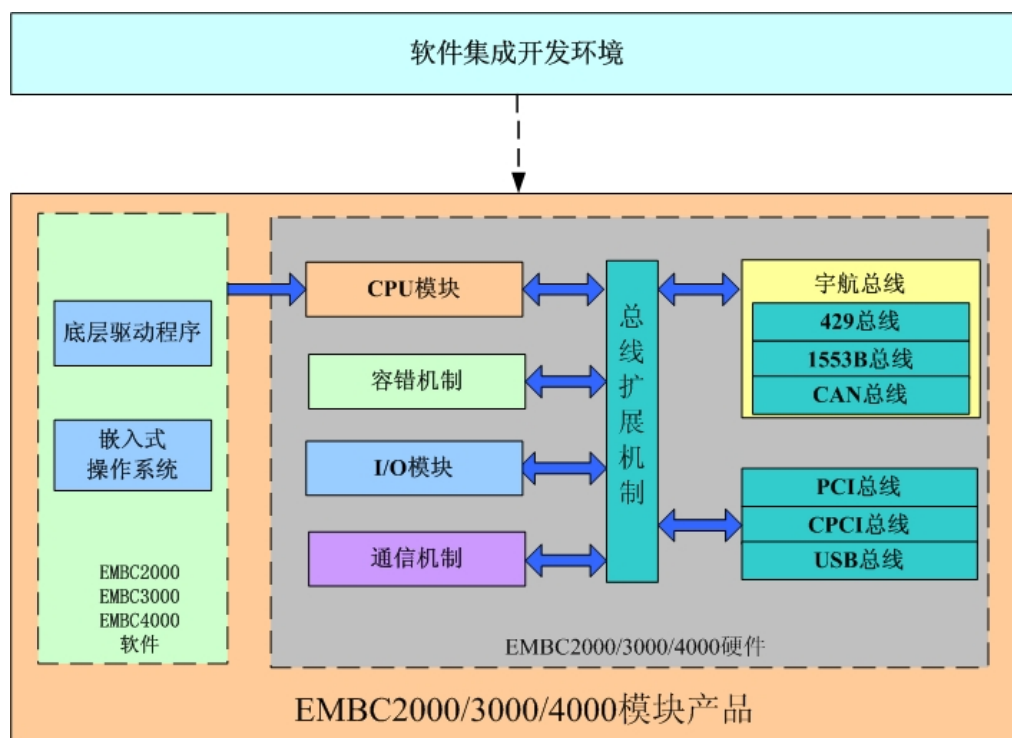 软件集成开发环境
底层驱动程序
嵌入式
操作系统
EMBC2000
EMBC3000
EMBC4000
软件
CPU模块
容错机制
I/O模块
通信机制
总线扩展机制
宇航总线
429总线
1553B总线
CAN总线
PCI总线
CPCI总线
USB总线
EMBC2000/3000/4000硬件
EMBC2000/3000/4000模块产品